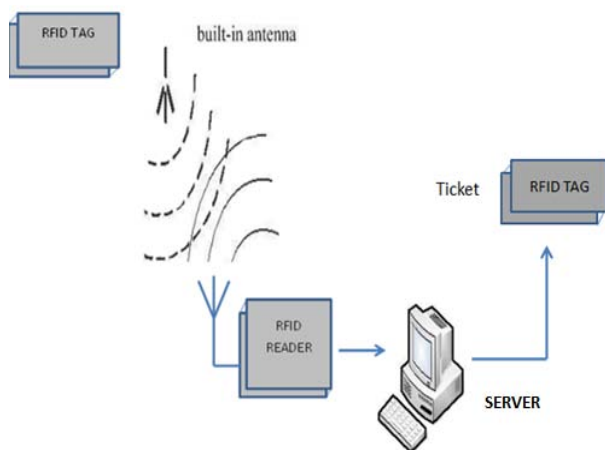 RFID TAG
built-in antenna
Ticket
RFID TAG
RFID
READER
SERVER